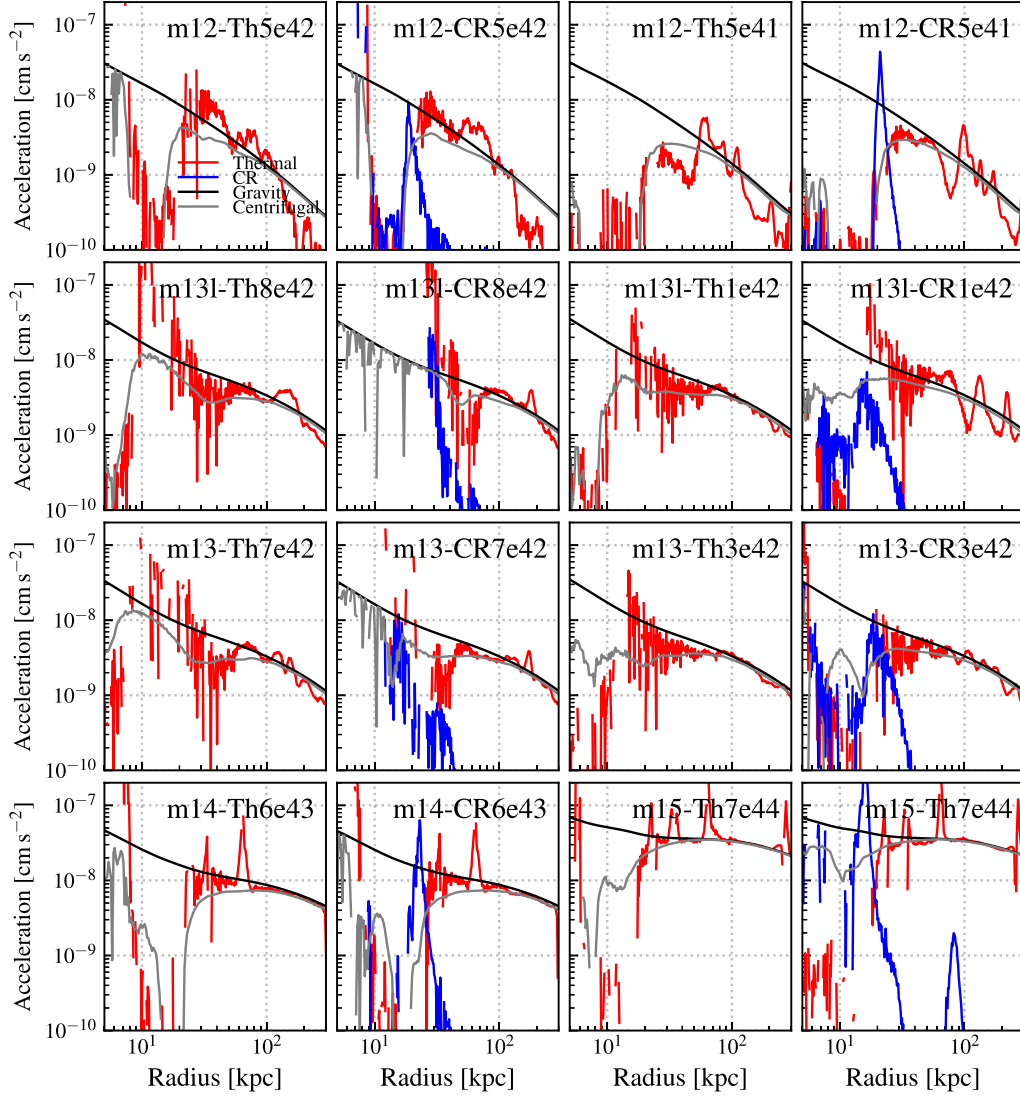 m12-Th5e42 m12-CR5e42 m12-Th5e41 m12-CR5e41
Acceleration [cm s⁻²]
10⁻⁷
10⁻⁸
10⁻⁹
10⁻¹⁰
Thermal
CR
Gravity
Centrifugal
m13l-Th8e42 m13l-CR8e42 m13l-Th1e42 m13l-CR1e42
Acceleration [cm s⁻²]
10⁻⁷
10⁻⁸
10⁻⁹
10⁻¹⁰
m13-Th7e42 m13-CR7e42 m13-Th3e42 m13-CR3e42
Acceleration [cm s⁻²]
10⁻⁷
10⁻⁸
10⁻⁹
10⁻¹⁰
m14-Th6e43 m14-CR6e43 m15-Th7e44 m15-Th7e44
Acceleration [cm s⁻²]
10⁻⁷
10⁻⁸
10⁻⁹
10⁻¹⁰
10¹ 10² 10¹ 10² 10¹ 10² 10¹ 10²
Radius [kpc] Radius [kpc] Radius [kpc] Radius [kpc]